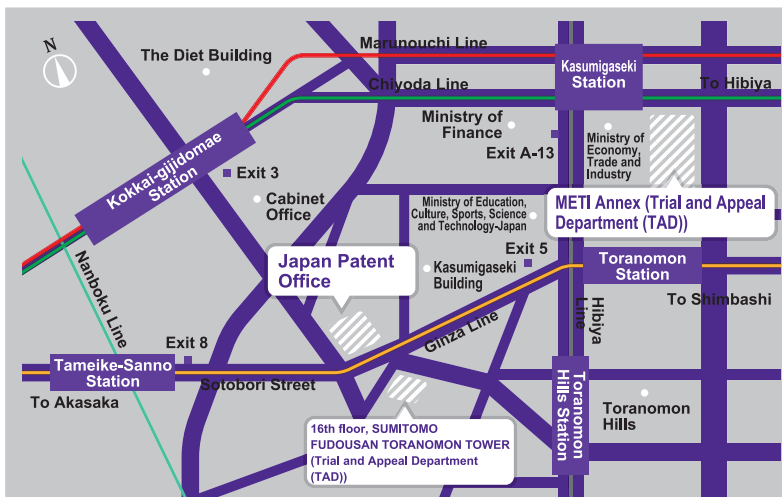 N
The Diet Building
Marunouchi Line
Kasumigaseki
Station
Chiyoda Line
To Hibiya
Kokkai-gijidomae
Station
Ministry of
Finance
Exit A-13
Ministry of
Economy,
Trade and
Industry
Exit 3
Cabinet
Office
Ministry of Education,
Culture, Sports, Science
and Technology-Japan
METI Annex (Trial and Appeal
Department (TAD))
Japan Patent
Office
Exit 5
Kasumigaseki
Building
Toranomon
Station
Nanboku Line
To Shimbashi
Hibiya
Line
Ginza Line
Exit 8
Tameike-Sanno
Station
Sotobori Street
To Akasaka
Toranomon
Hills Station
Toranomon
Hills
16th floor, SUMITOMO
FUDOUSAN TORANOMON TOWER
(Trial and Appeal Department
(TAD))